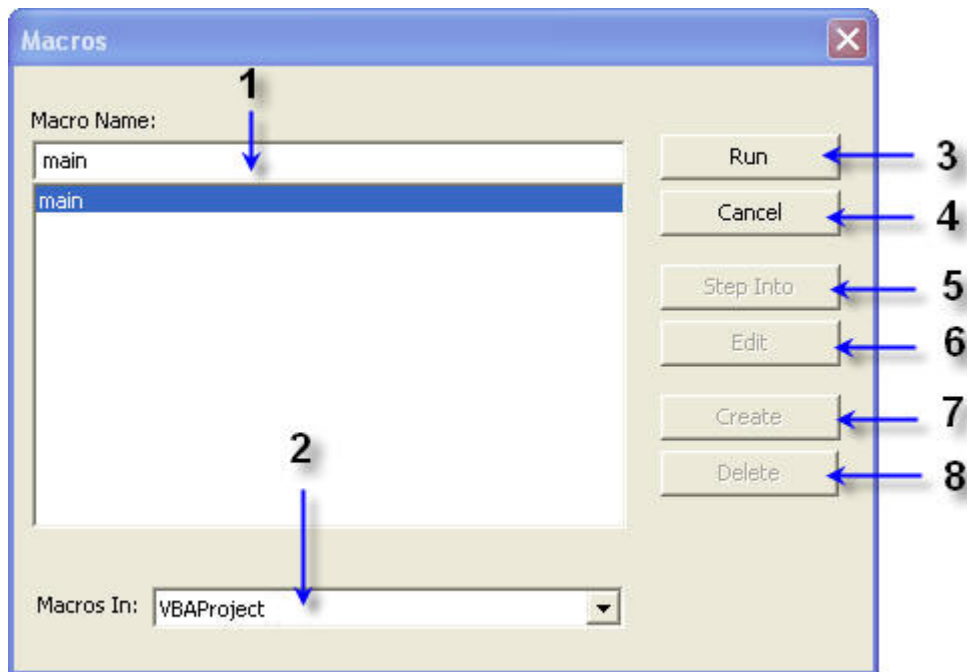 Macros
1
Macro Name:
main
main
Run
3
Cancel
4
Step Into
5
Edit
6
Create
7
Delete
8
2
Macros In:
VBAProject